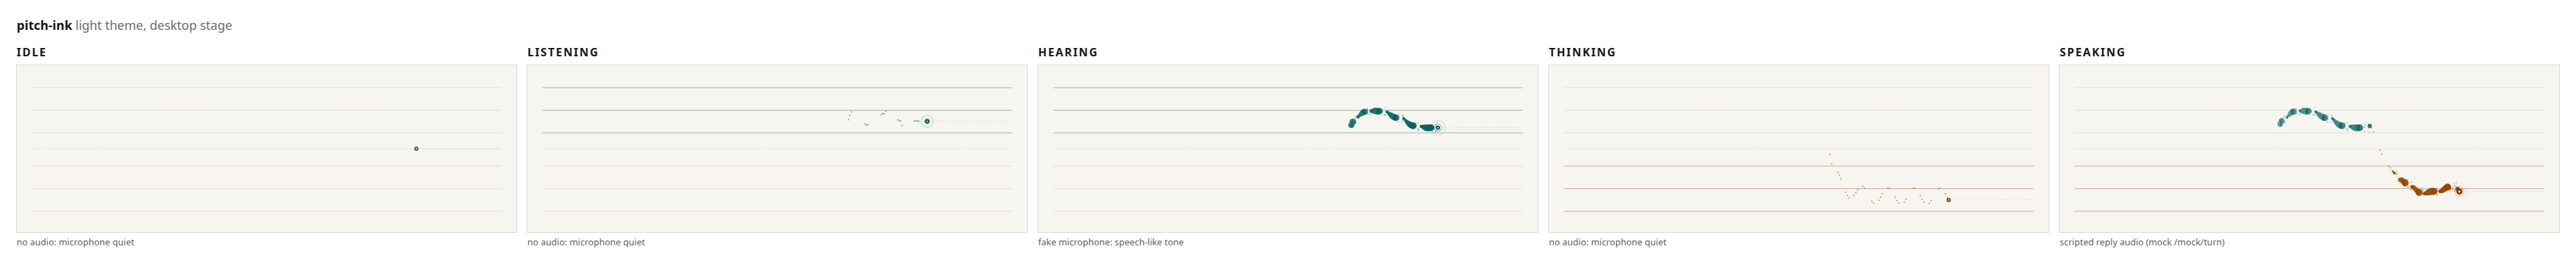 pitch-ink light theme, desktop stage
IDLE
no audio: microphone quiet
LISTENING
no audio: microphone quiet
HEARING
fake microphone: speech-like tone
THINKING
no audio: microphone quiet
SPEAKING
scripted reply audio (mock /mock/turn)